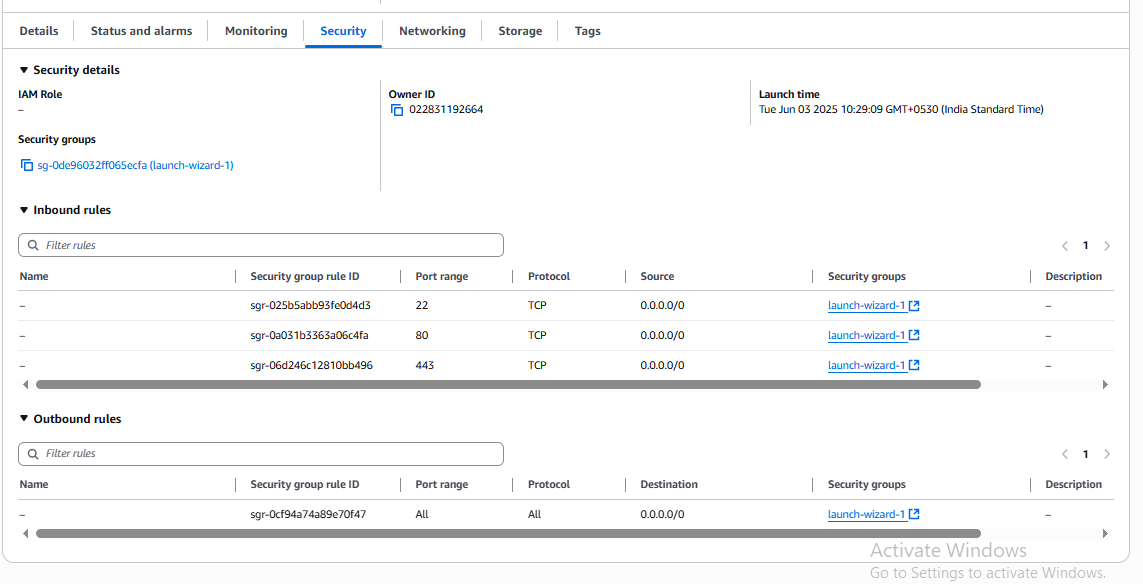 Details Status and alarms Monitoring Security Networking Storage Tags
Security details
IAM Role
–
Owner ID
022831192664
Launch time
Tue Jun 03 2025 10:29:09 GMT+0530 (India Standard Time)
Security groups
sg-0de96032ff065ecfa (launch-wizard-1)
Inbound rules
Filter rules
1
Name Security group rule ID Port range Protocol Source Security groups Description
– sgr-025b5abb93fe0d4d3 22 TCP 0.0.0.0/0 launch-wizard-1 –
– sgr-0a031b3363a06c4fa 80 TCP 0.0.0.0/0 launch-wizard-1 –
– sgr-06d246c12810bb496 443 TCP 0.0.0.0/0 launch-wizard-1 –
Outbound rules
Filter rules
1
Name Security group rule ID Port range Protocol Destination Security groups Description
– sgr-0cf94a74a89e70f47 All All 0.0.0.0/0 launch-wizard-1 –
Activate Windows
Go to Settings to activate Windows.